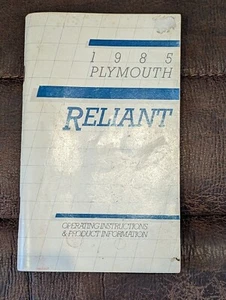 1985
PLYMOUTH
RELIANT
OPERATING INSTRUCTIONS
& PRODUCT INFORMATION